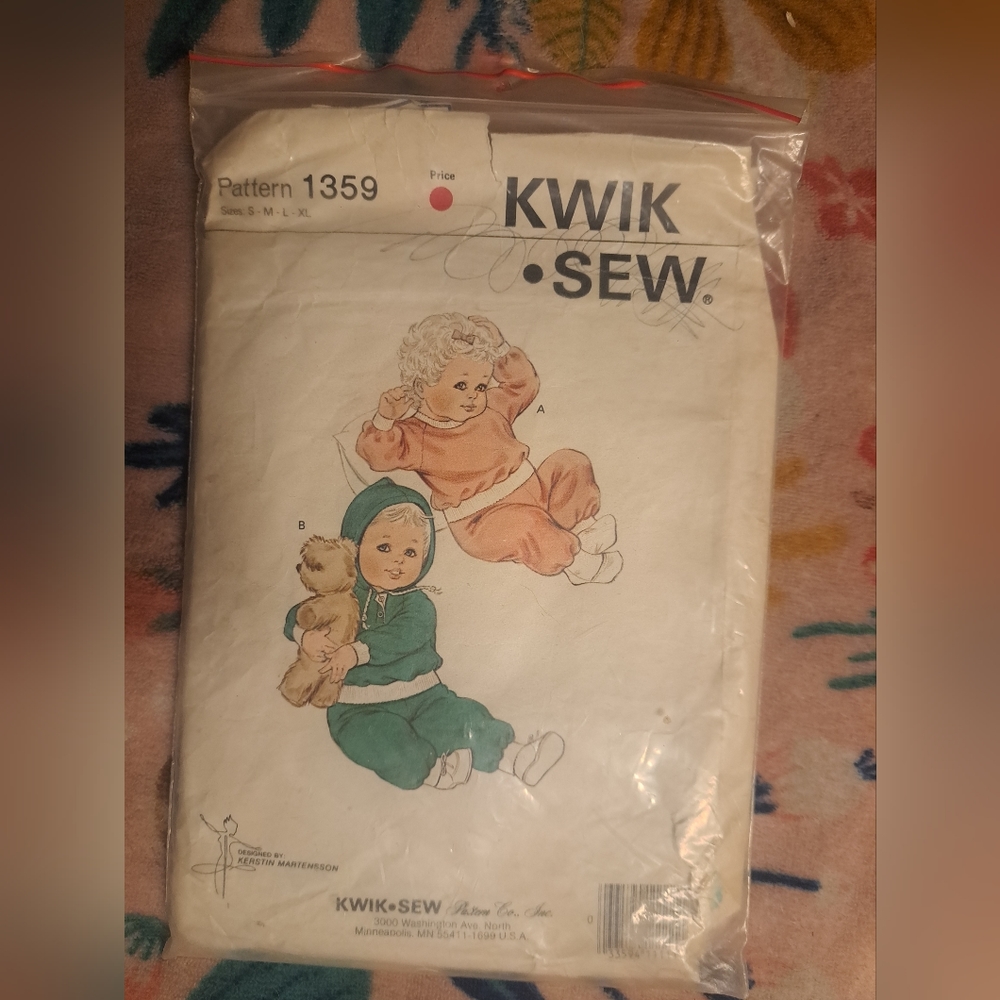 Pattern 1359
Sizes: S - M - L - XL
Price
KWIK
•SEW®
A
B
DESIGNED BY:
KERSTIN MARTENSSON
KWIK•SEW Pattern Co., Inc.
3000 Washington Ave. North
Minneapolis, MN 55411-1699 U.S.A.
0